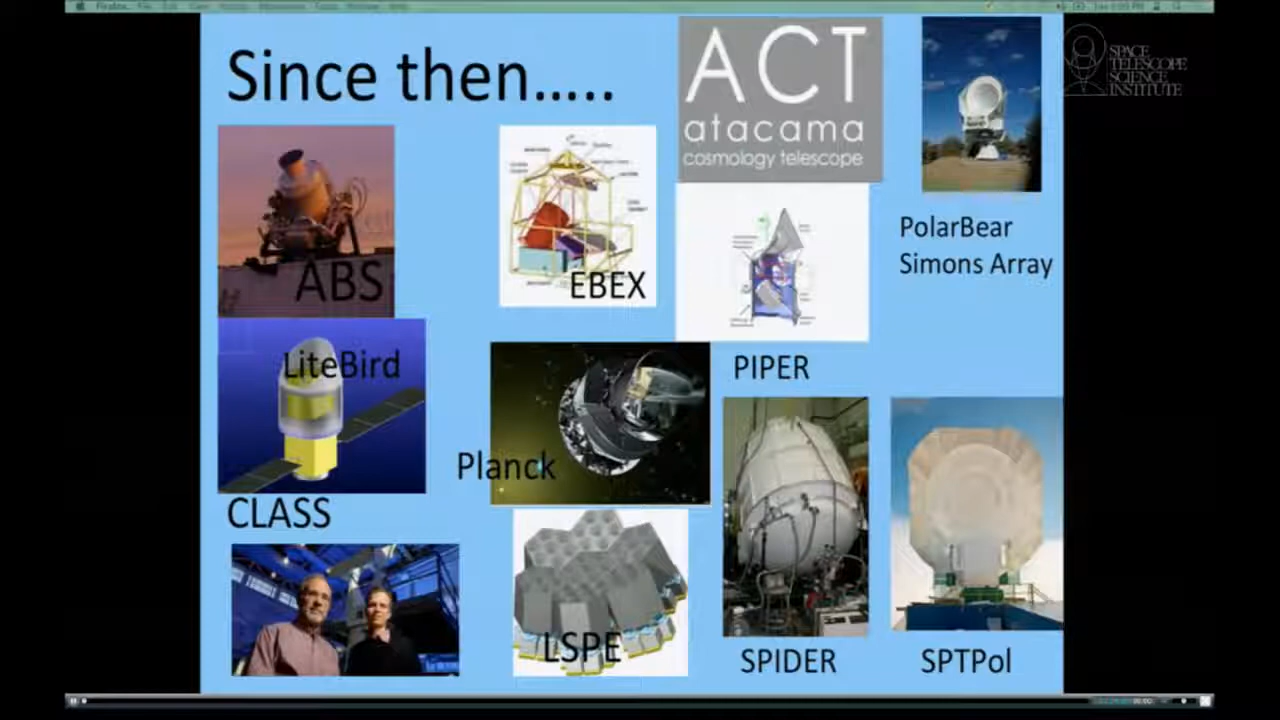 Since then.....
ACT
atacama
cosmology telescope
SPACE
TELESCOPE
SCIENCE
INSTITUTE
ABS
EBEX
PolarBear
Simons Array
LiteBird
PIPER
Planck
CLASS
LSPE
SPIDER
SPTPol